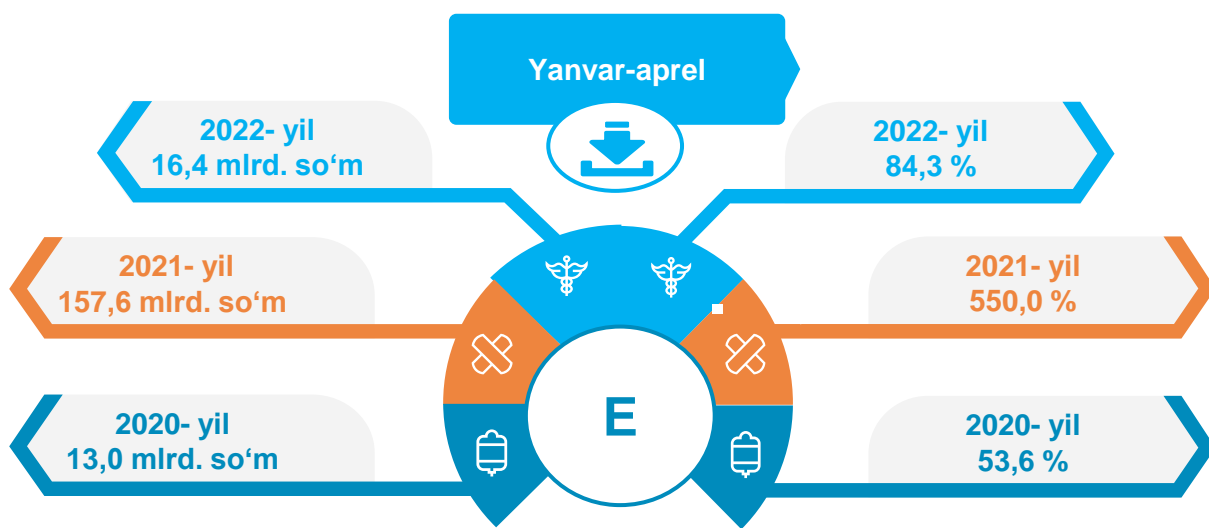 Yanvar-aprel
2022- yil
16,4 mlrd. so‘m
2022- yil
84,3 %
2021- yil
157,6 mlrd. so‘m
2021- yil
550,0 %
E
2020- yil
13,0 mlrd. so‘m
2020- yil
53,6 %